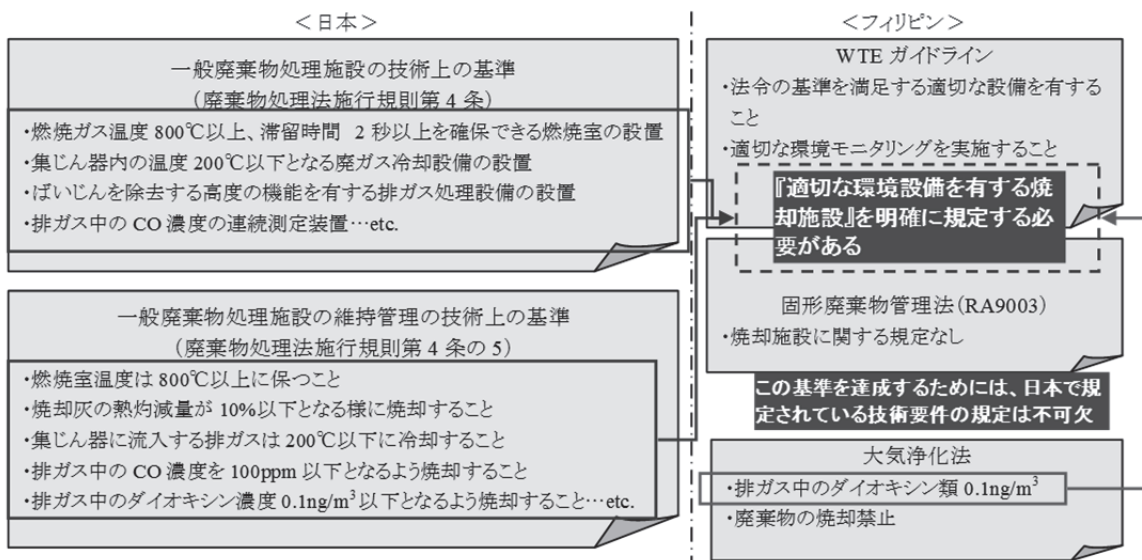 ＜日本＞
一般廃棄物処理施設の技術上の基準
（廃棄物処理法施行規則第4条）
・燃焼ガス温度 800℃以上、滞留時間 2秒以上を確保できる燃焼室の設置
・集じん器内の温度 200℃以下となる廃ガス冷却設備の設置
・ばいじんを除去する高度の機能を有する排ガス処理設備の設置
・排ガス中の CO 濃度の連続測定装置…etc.
一般廃棄物処理施設の維持管理の技術上の基準
（廃棄物処理法施行規則第4条の5）
・燃焼室温度は 800℃以上に保つこと
・焼却灰の熱灼減量が 10%以下となる様に焼却すること
・集じん器に流入する排ガスは 200℃以下に冷却すること
・排ガス中の CO 濃度を 100ppm 以下となるよう焼却すること
・排ガス中のダイオキシン濃度 0.1ng/m³以下となるよう焼却すること…etc.
＜フィリピン＞
WTE ガイドライン
・法令の基準を満足する適切な設備を有する
こと
・適切な環境モニタリングを実施すること
『適切な環境設備を有する焼
却施設』を明確に規定する必
要がある
固形廃棄物管理法（RA9003）
・焼却施設に関する規定なし
この基準を達成するためには、日本で規
定されている技術要件の規定は不可欠
大気浄化法
・排ガス中のダイオキシン類 0.1ng/m³
・廃棄物の焼却禁止